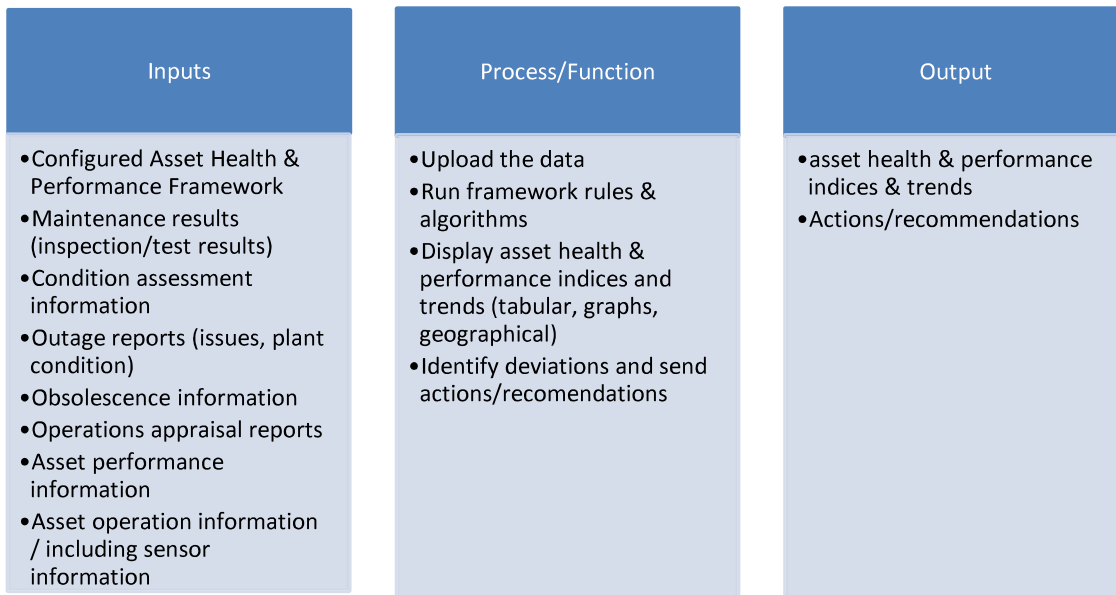 Inputs
•Configured Asset Health &
Performance Framework
•Maintenance results
(inspection/test results)
•Condition assessment
information
•Outage reports (issues, plant
condition)
•Obsolescence information
•Operations appraisal reports
•Asset performance
information
•Asset operation information
/ including sensor
information
Process/Function
•Upload the data
•Run framework rules &
algorithms
•Display asset health &
performance indices and
trends (tabular, graphs,
geographical)
•Identify deviations and send
actions/recomendations
Output
•asset health & performance
indices & trends
•Actions/recommendations